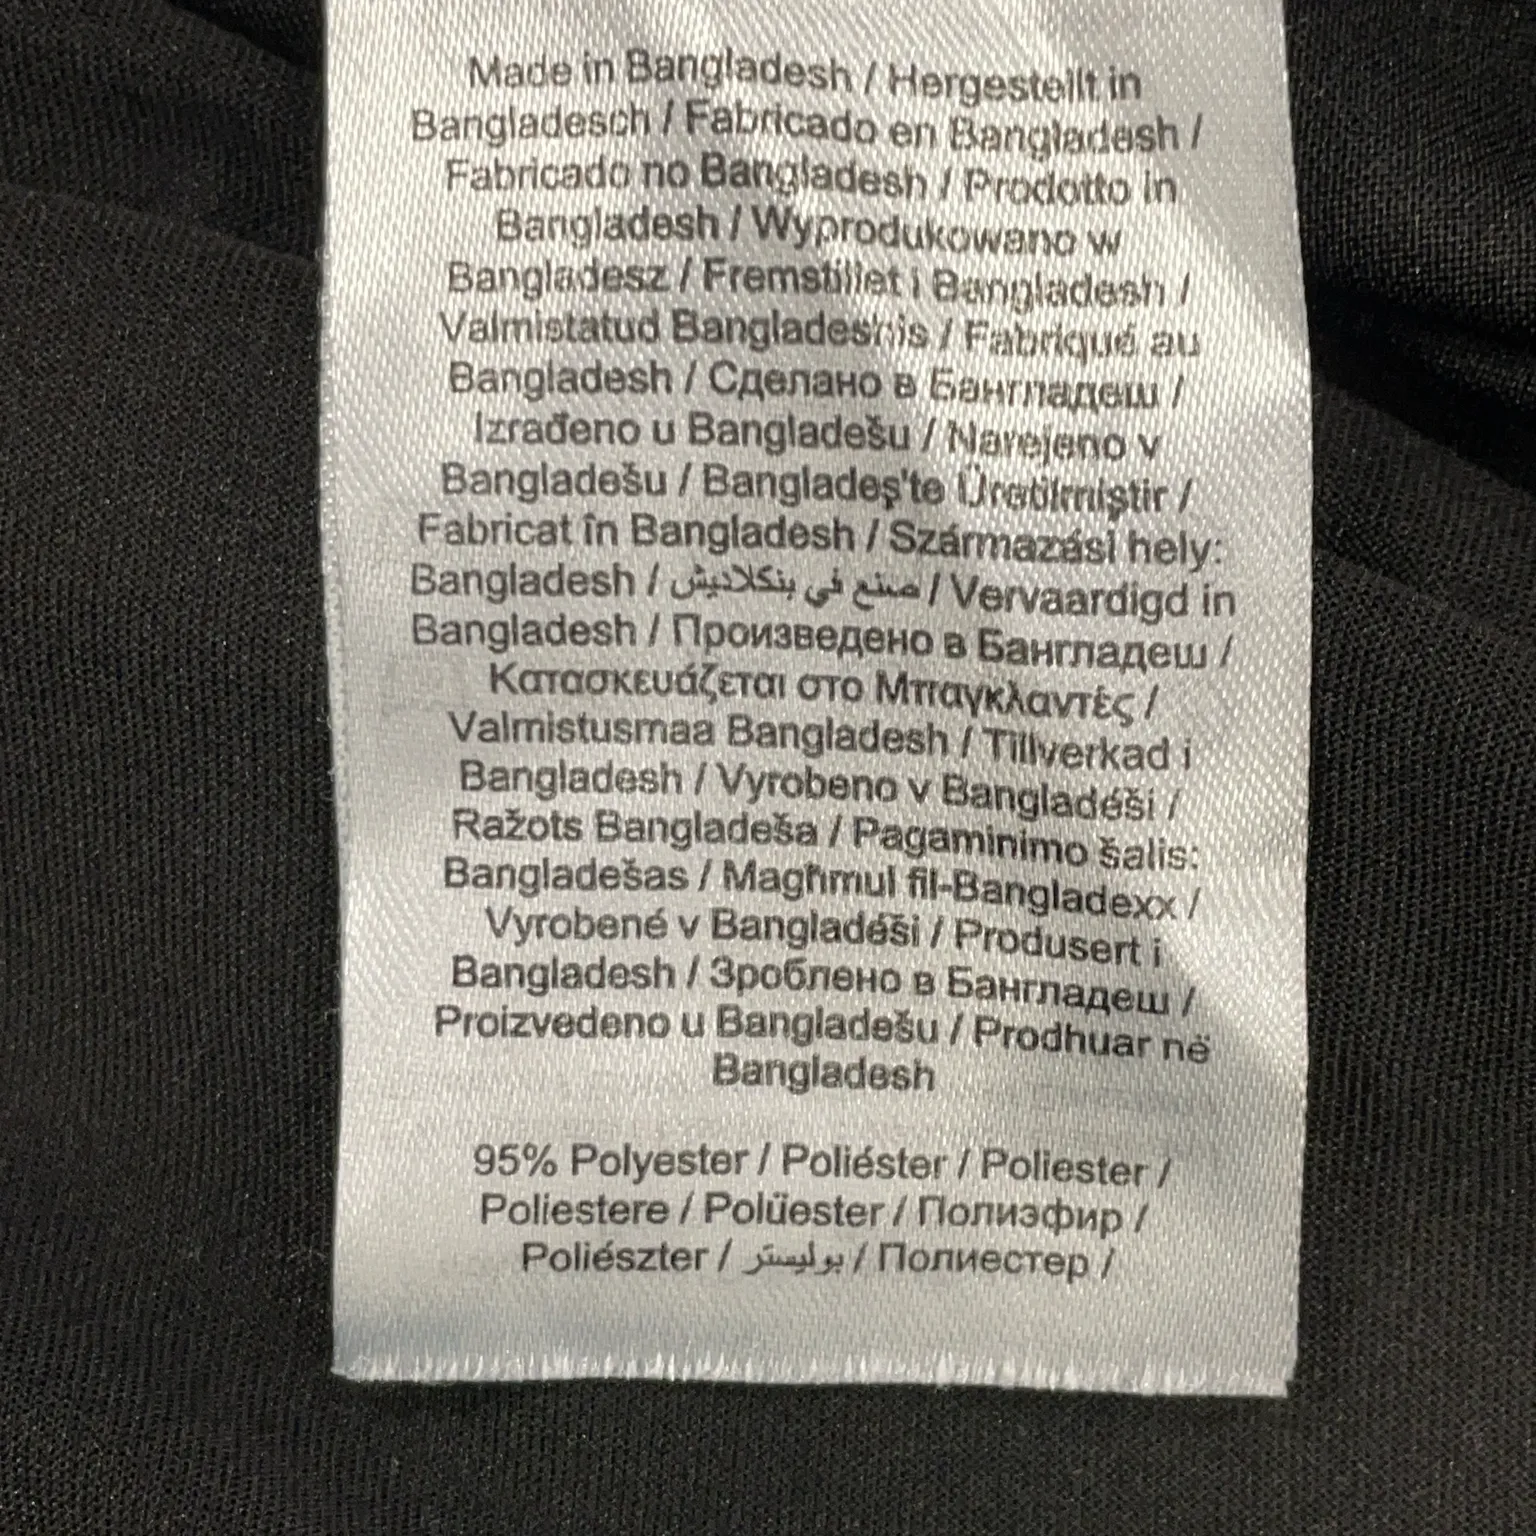 Made in Bangladesh / Hergestellt in
Bangladesch / Fabricado en Bangladesh /
Fabricado no Bangladesh / Prodotto in
Bangladesh / Wyprodukowano w
Bangladesz / Fremstillet i Bangladesh /
Valmistatud Bangladeshis / Fabriqué au
Bangladesh / Сделано в Бангладеш /
Izrađeno u Bangladešu / Narejeno v
Bangladešu / Bangladeş'te Üretilmiştir /
Fabricat în Bangladesh / Származási hely:
Bangladesh / صنع في بنكلاديش / Vervaardigd in
Bangladesh / Произведено в Бангладеш /
Κατασκευάζεται στο Μπαγκλαντές /
Valmistusmaa Bangladesh / Tillverkad i
Bangladesh / Vyrobeno v Bangladéši /
Ražots Bangladeša / Pagaminimo šalis:
Bangladešas / Magħmul fil-Bangladexx /
Vyrobené v Bangladéši / Produsert i
Bangladesh / Зроблено в Бангладеш /
Proizvedeno u Bangladešu / Prodhuar në
Bangladesh
95% Polyester / Poliéster / Poliester /
Poliestere / Polüester / Полиэфир /
Poliészter / بوليستر / Полиестер /